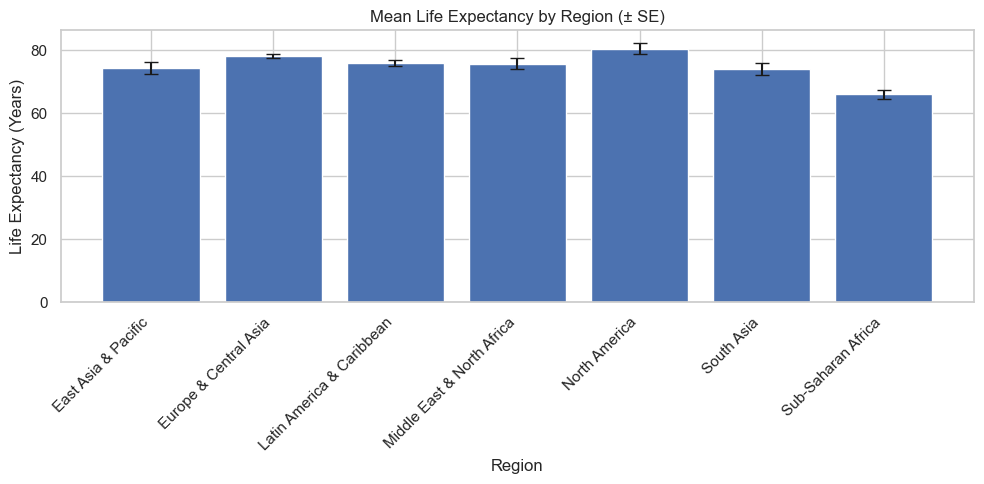 Mean Life Expectancy by Region (± SE)
Life Expectancy (Years)
80
60
40
20
0
East Asia & Pacific
Europe & Central Asia
Latin America & Caribbean
Middle East & North Africa
North America
South Asia
Sub-Saharan Africa
Region